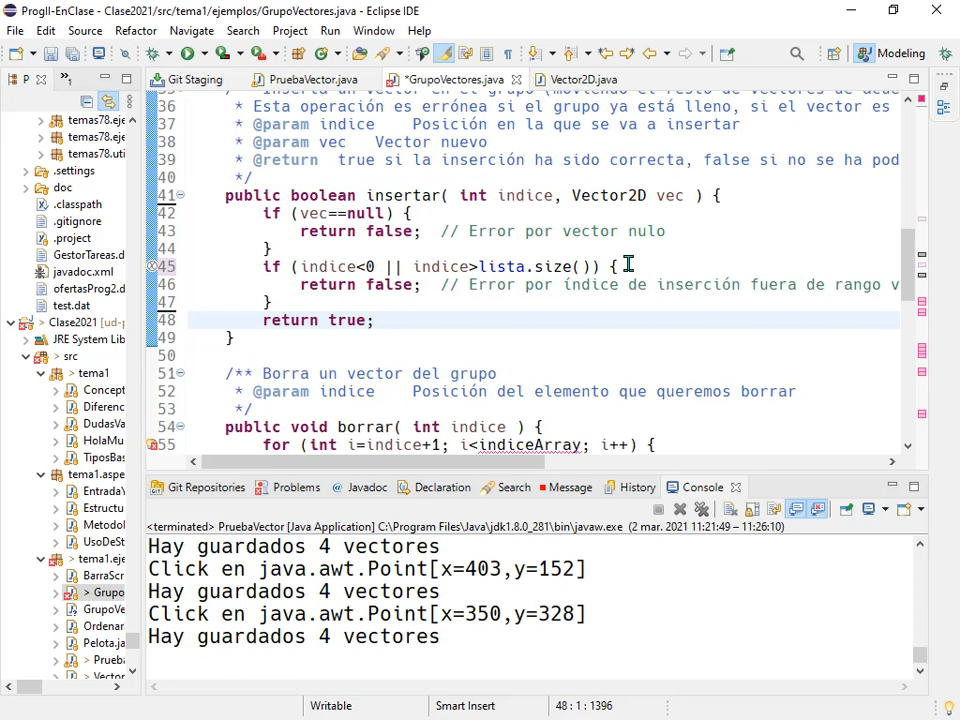 ProgII-EnClase - Clase2021/src/tema1/ejemplos/GrupoVectores.java - Eclipse IDE
File Edit Source Refactor Navigate Search Project Run Window Help
Modeling
P
Git Staging
PruebaVector.java
*GrupoVectores.java
Vector2D.java
temas78.eje
temas78.eje
temas78.uti
.settings
doc
.classpath
.gitignore
.project
GestorTareas.d
javadoc.xml
ofertasProg2.d
test.dat
Clase2021 [ud-p
JRE System Lib
> src
> tema1
Concept
Diferenc
DudasVa
HolaMu
TiposBas
tema1.aspe
EntradaY
Estructu
Metodol
UsoDeSt
tema1.eje
BarraScr
> Grupo
GrupoVe
Ordenar
Pelota.ja
> Prueba
36 * Esta operación es errónea si el grupo ya está lleno, si el vector es
37 * @param indice Posición en la que se va a insertar
38 * @param vec Vector nuevo
39 * @return true si la inserción ha sido correcta, false si no se ha pod
40 */
41 public boolean insertar( int indice, Vector2D vec ) {
42 if (vec==null) {
43 return false; // Error por vector nulo
44 }
45 if (indice<0 || indice>lista.size()) {
46 return false; // Error por índice de inserción fuera de rango v
47 }
48 return true;
49 }
50
51 /** Borra un vector del grupo
52 * @param indice Posición del elemento que queremos borrar
53 */
54 public void borrar( int indice ) {
55 for (int i=indice+1; i<indiceArray; i++) {
Git Repositories Problems Javadoc Declaration Search Message History Console
<terminated> PruebaVector [Java Application] C:\Program Files\Java\jdk1.8.0_281\bin\javaw.exe (2 mar. 2021 11:21:49 – 11:26:10)
Hay guardados 4 vectores
Click en java.awt.Point[x=403,y=152]
Hay guardados 4 vectores
Click en java.awt.Point[x=350,y=328]
Hay guardados 4 vectores
Writable
Smart Insert
48 : 1 : 1396